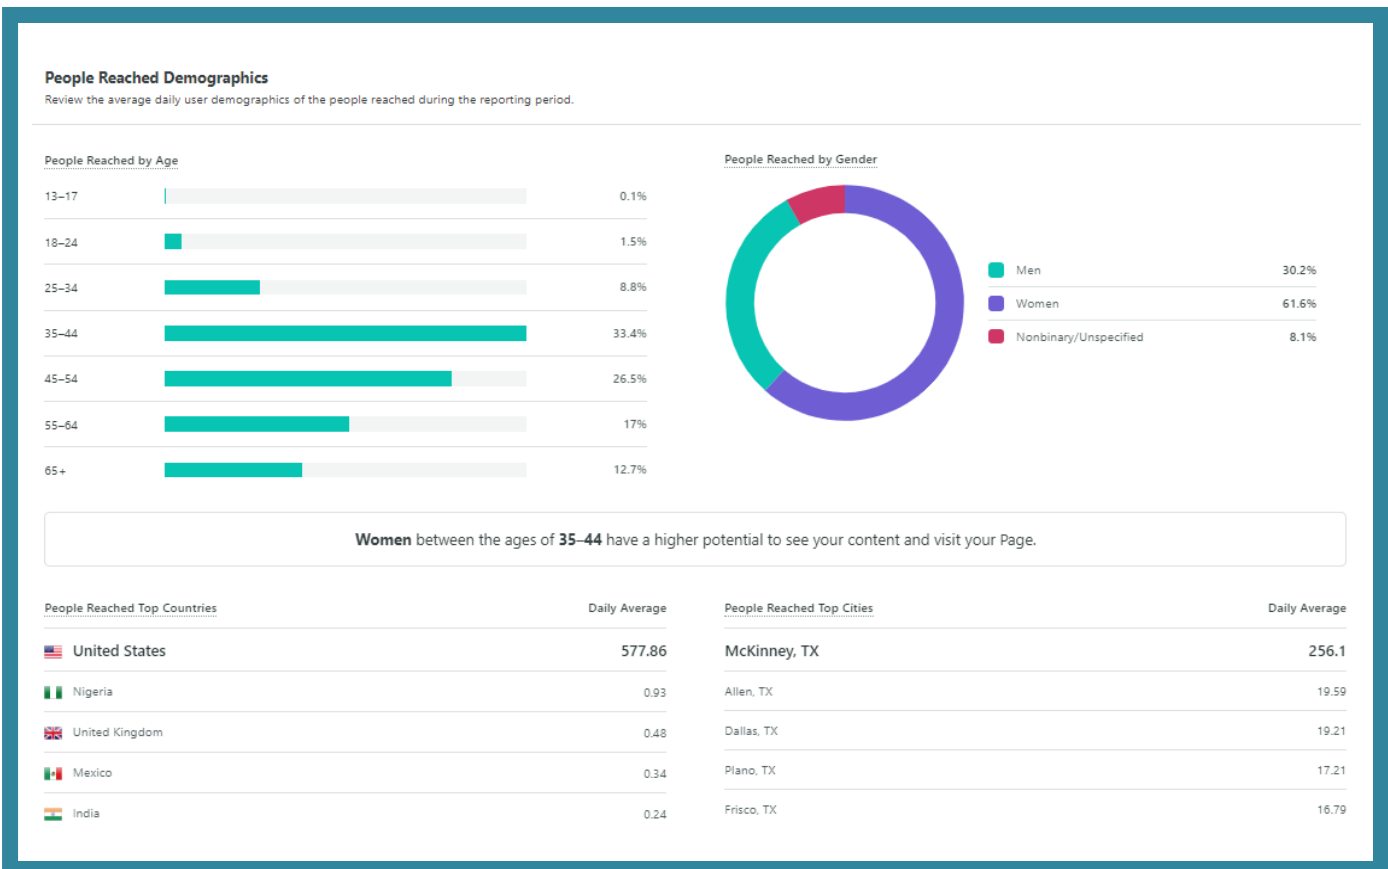 People Reached Demographics
Review the average daily user demographics of the people reached during the reporting period.
People Reached by Age
13–17 0.1%
18–24 1.5%
25–34 8.8%
35–44 33.4%
45–54 26.5%
55–64 17%
65+ 12.7%
People Reached by Gender
Men 30.2%
Women 61.6%
Nonbinary/Unspecified 8.1%
Women between the ages of 35–44 have a higher potential to see your content and visit your Page.
People Reached Top Countries Daily Average
United States 577.86
Nigeria 0.93
United Kingdom 0.48
Mexico 0.34
India 0.24
People Reached Top Cities Daily Average
McKinney, TX 256.1
Allen, TX 19.59
Dallas, TX 19.21
Plano, TX 17.21
Frisco, TX 16.79